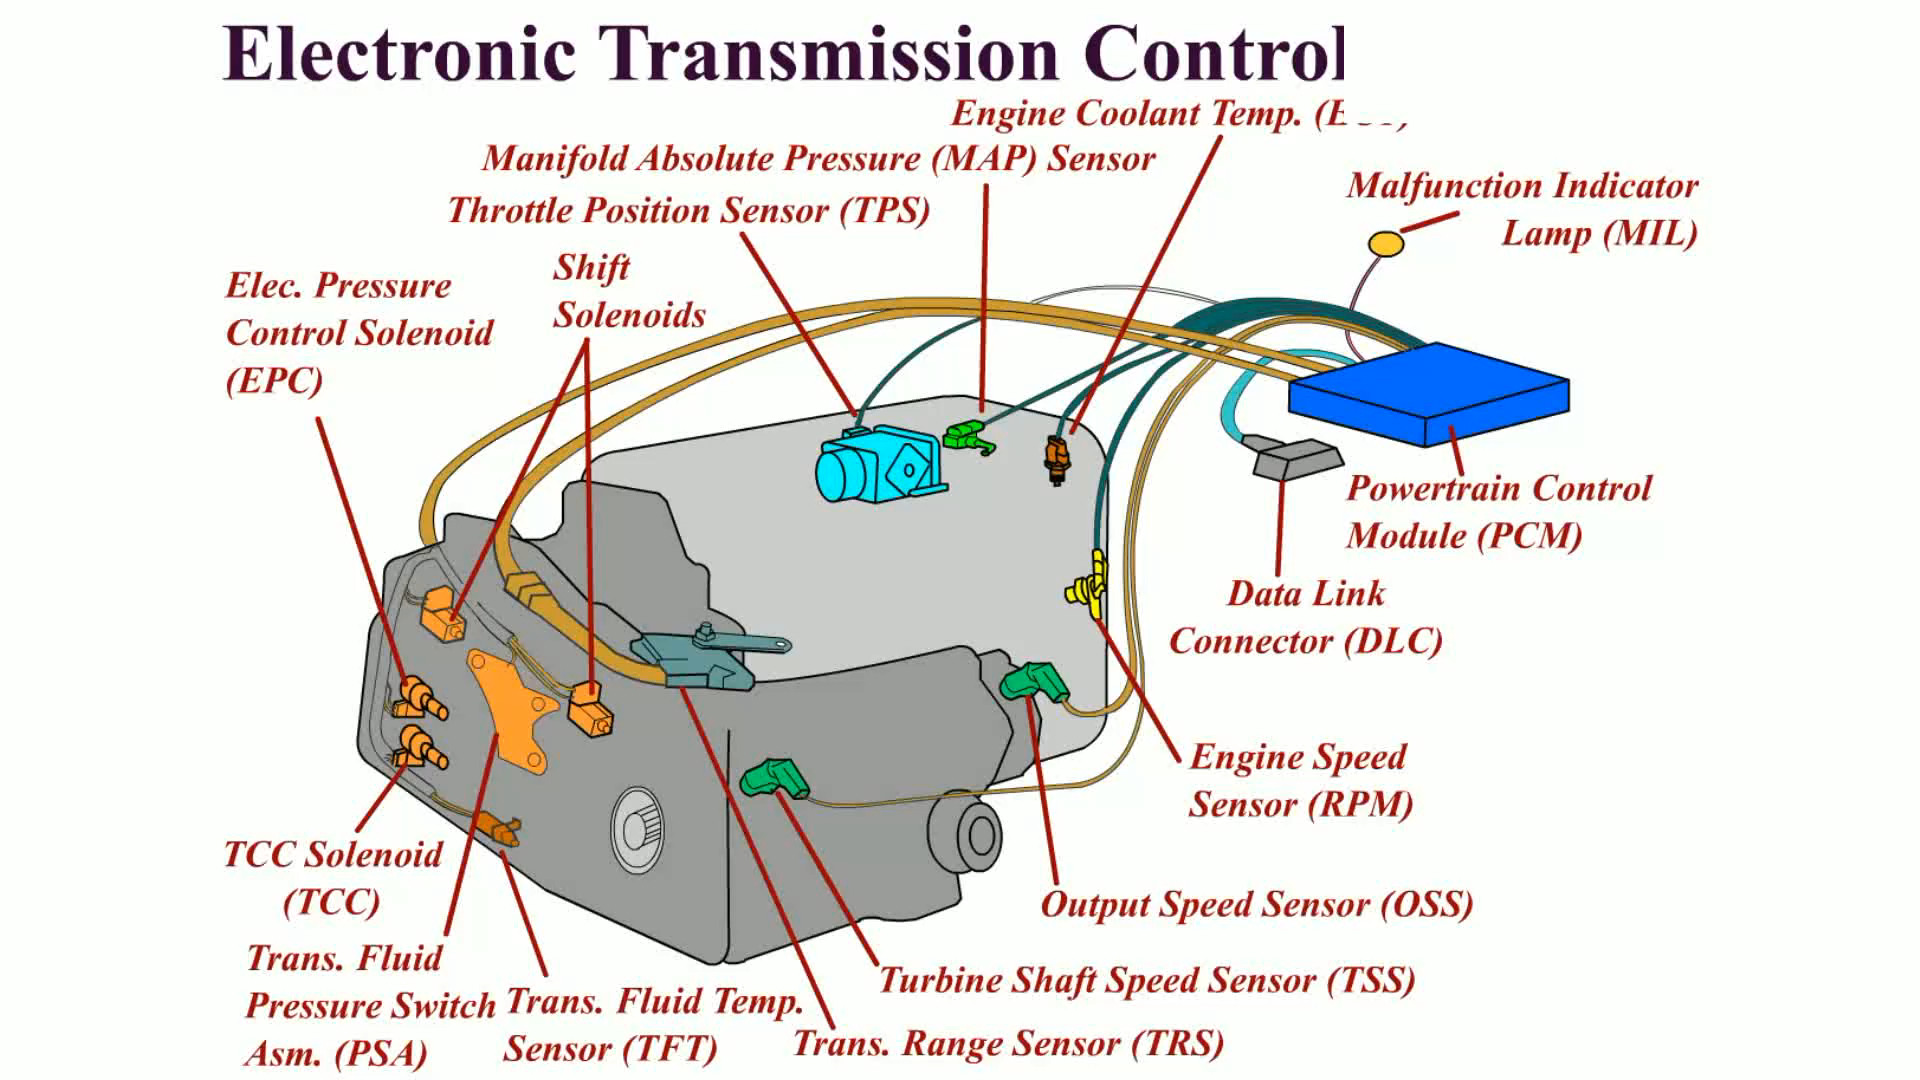 Electronic Transmission Control
Engine Coolant Temp.
Manifold Absolute Pressure (MAP) Sensor
Throttle Position Sensor (TPS)
Malfunction Indicator
Lamp (MIL)
Shift
Solenoids
Elec. Pressure
Control Solenoid
(EPC)
Powertrain Control
Module (PCM)
Data Link
Connector (DLC)
Engine Speed
Sensor (RPM)
TCC Solenoid
(TCC)
Output Speed Sensor (OSS)
Trans. Fluid
Pressure Switch
Asm. (PSA)
Trans. Fluid Temp.
Sensor (TFT)
Turbine Shaft Speed Sensor (TSS)
Trans. Range Sensor (TRS)